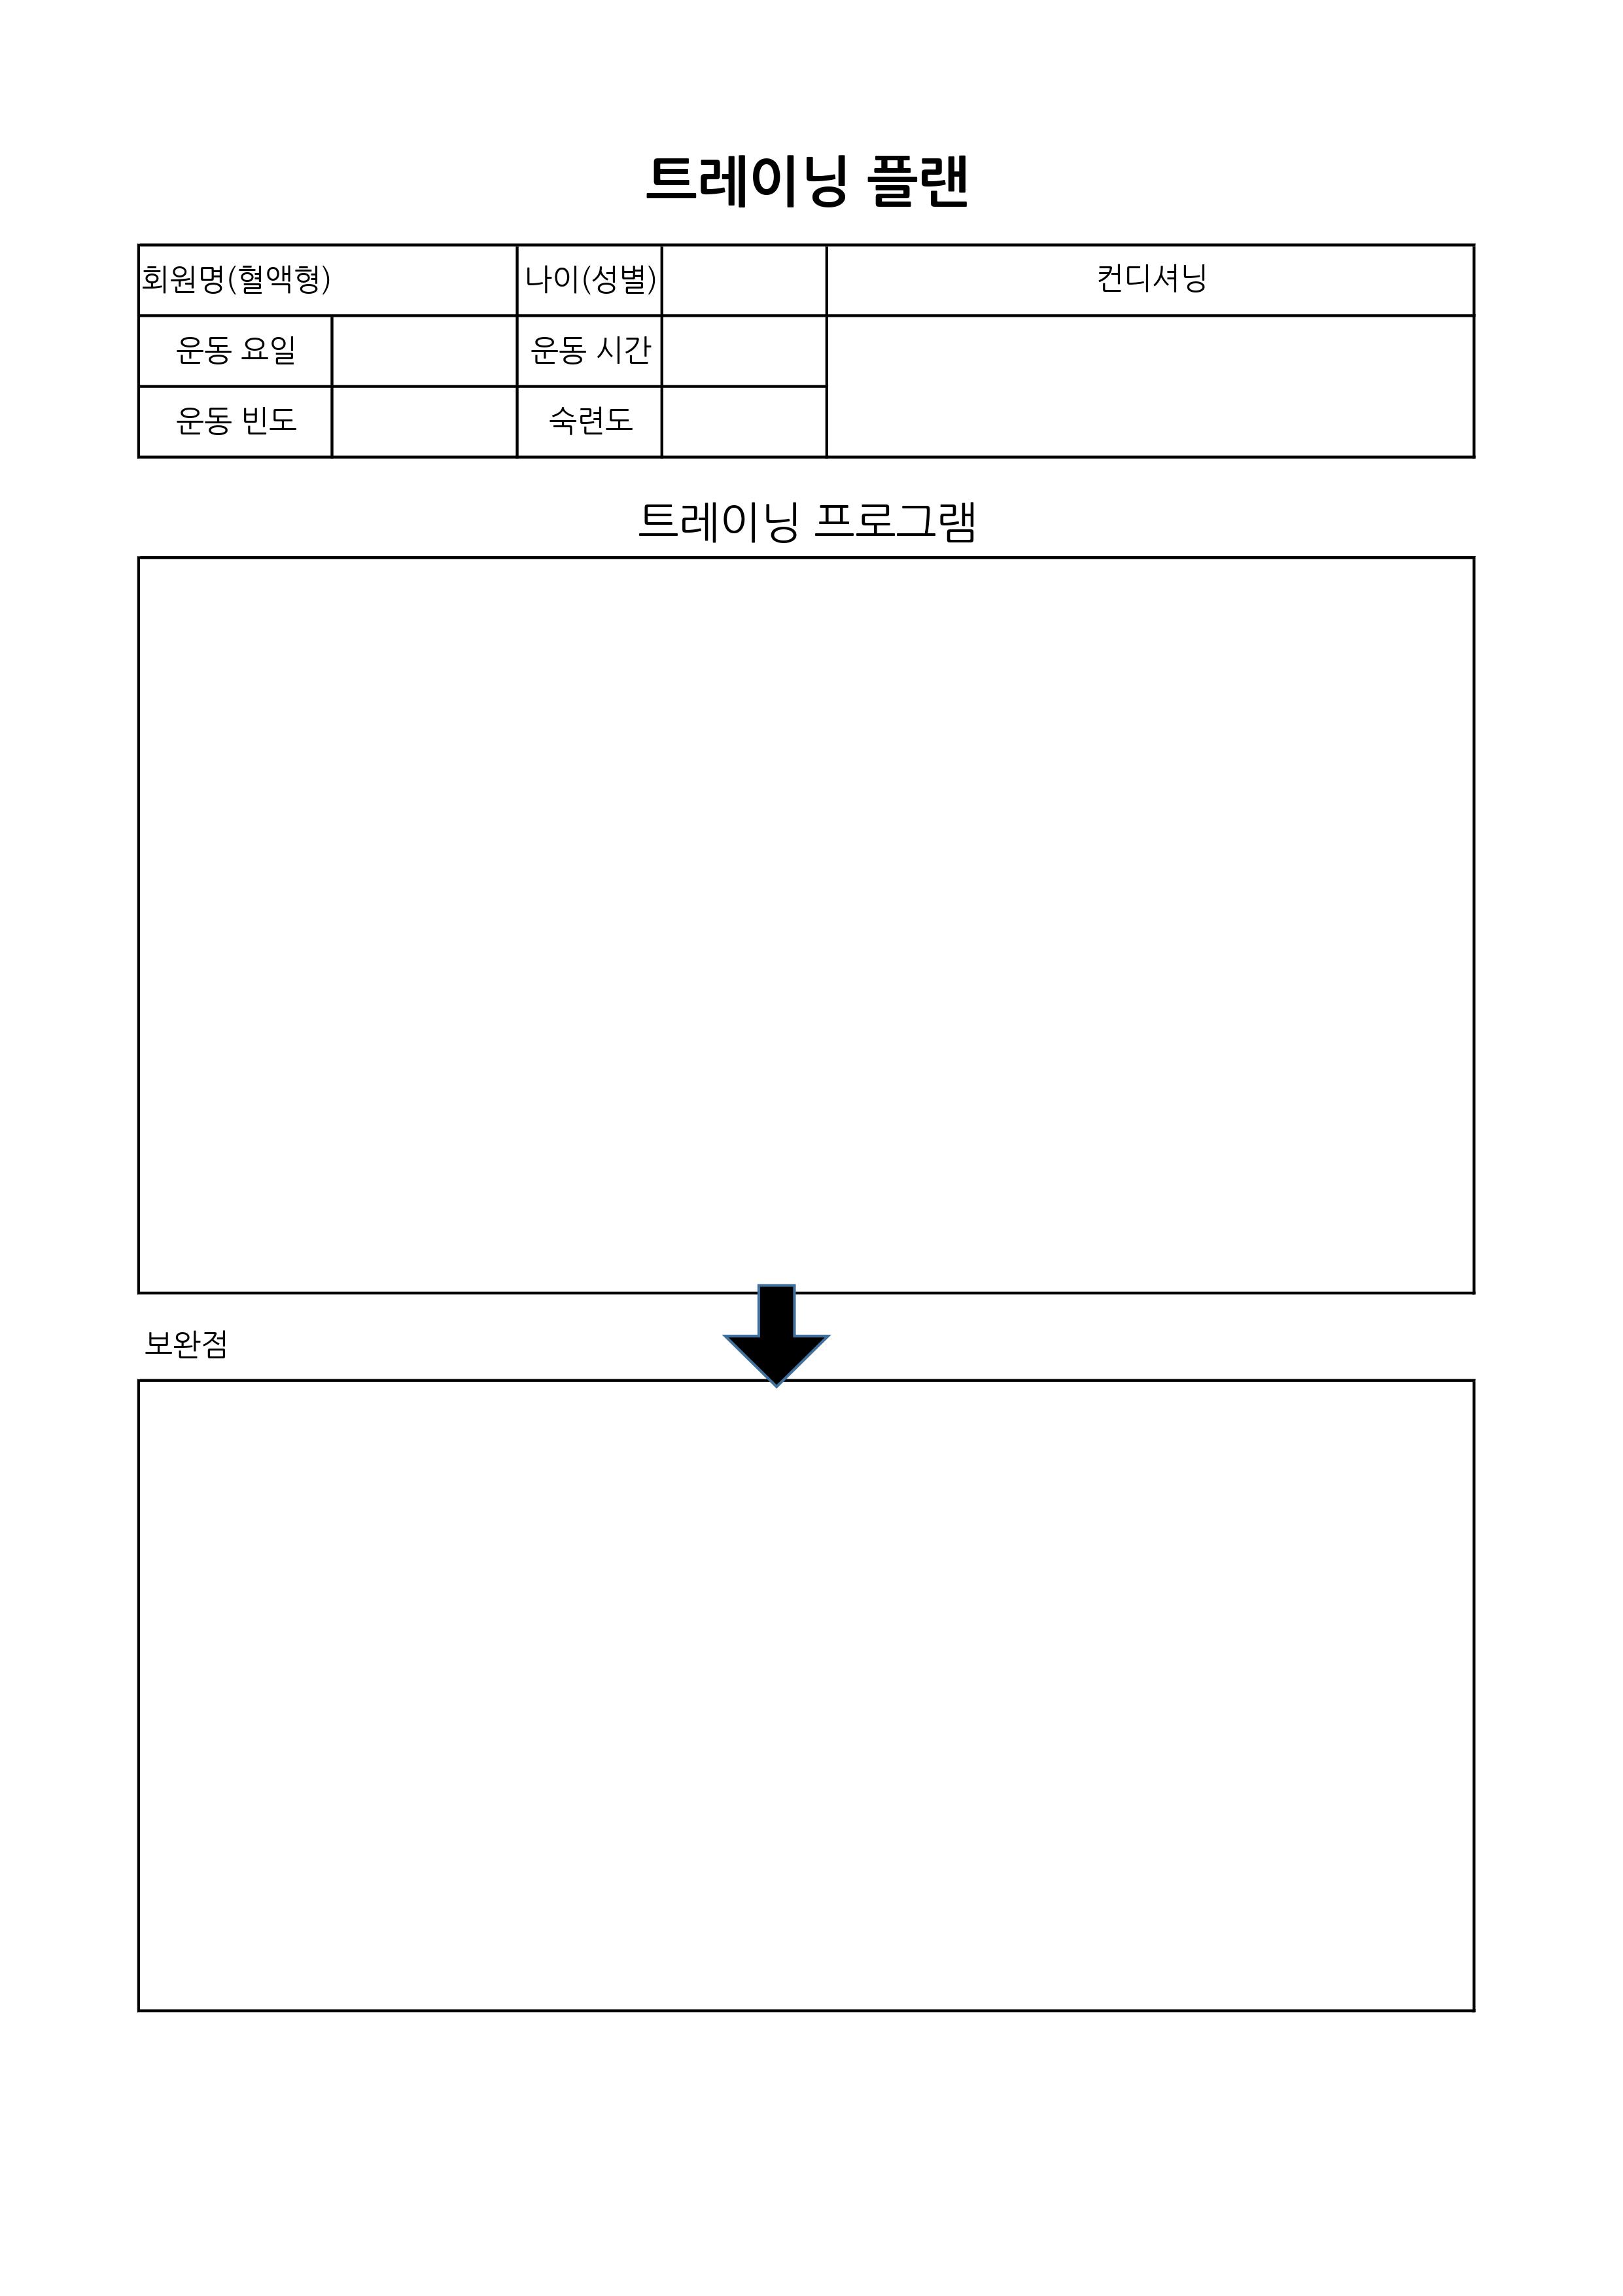 트레이닝 플랜
회원명(혈액형) 나이(성별) 컨디셔닝
운동 요일 운동 시간
운동 빈도 숙련도
트레이닝 프로그램
보완점